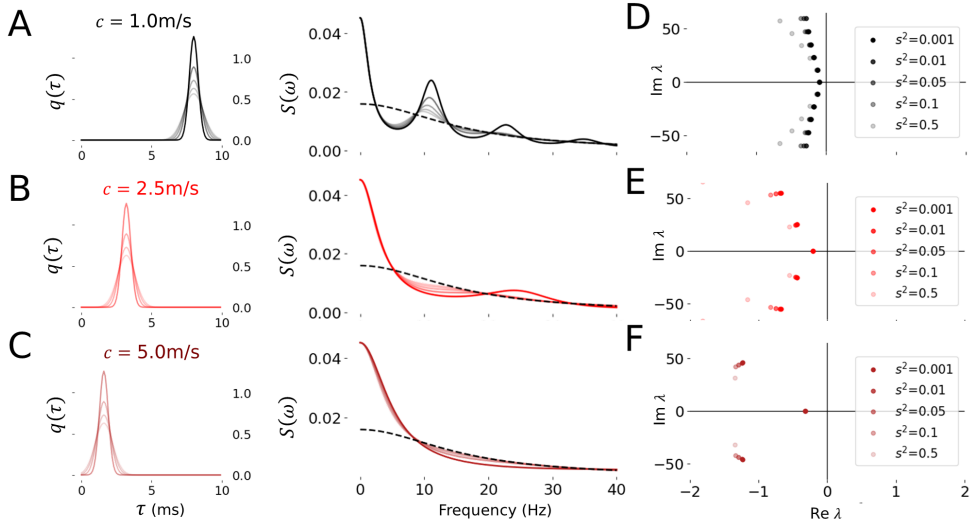 A
c = 1.0m/s
q(τ)
1.0
0.5
0
5
10
S(ω)
0.04
0.02
0.00
D
Im λ
50
0
−50
s²=0.001
s²=0.01
s²=0.05
s²=0.1
s²=0.5
B
c = 2.5m/s
q(τ)
1.0
0.5
0.0
0
5
10
S(ω)
0.04
0.02
0.00
E
Im λ
50
0
−50
s²=0.001
s²=0.01
s²=0.05
s²=0.1
s²=0.5
C
c = 5.0m/s
q(τ)
1.0
0.5
0.0
0
5
10
τ (ms)
S(ω)
0.04
0.02
0
10
20
30
40
Frequency (Hz)
F
Im λ
50
0
−50
s²=0.001
s²=0.01
s²=0.05
s²=0.1
s²=0.5
−2
−1
0
1
2
Re λ